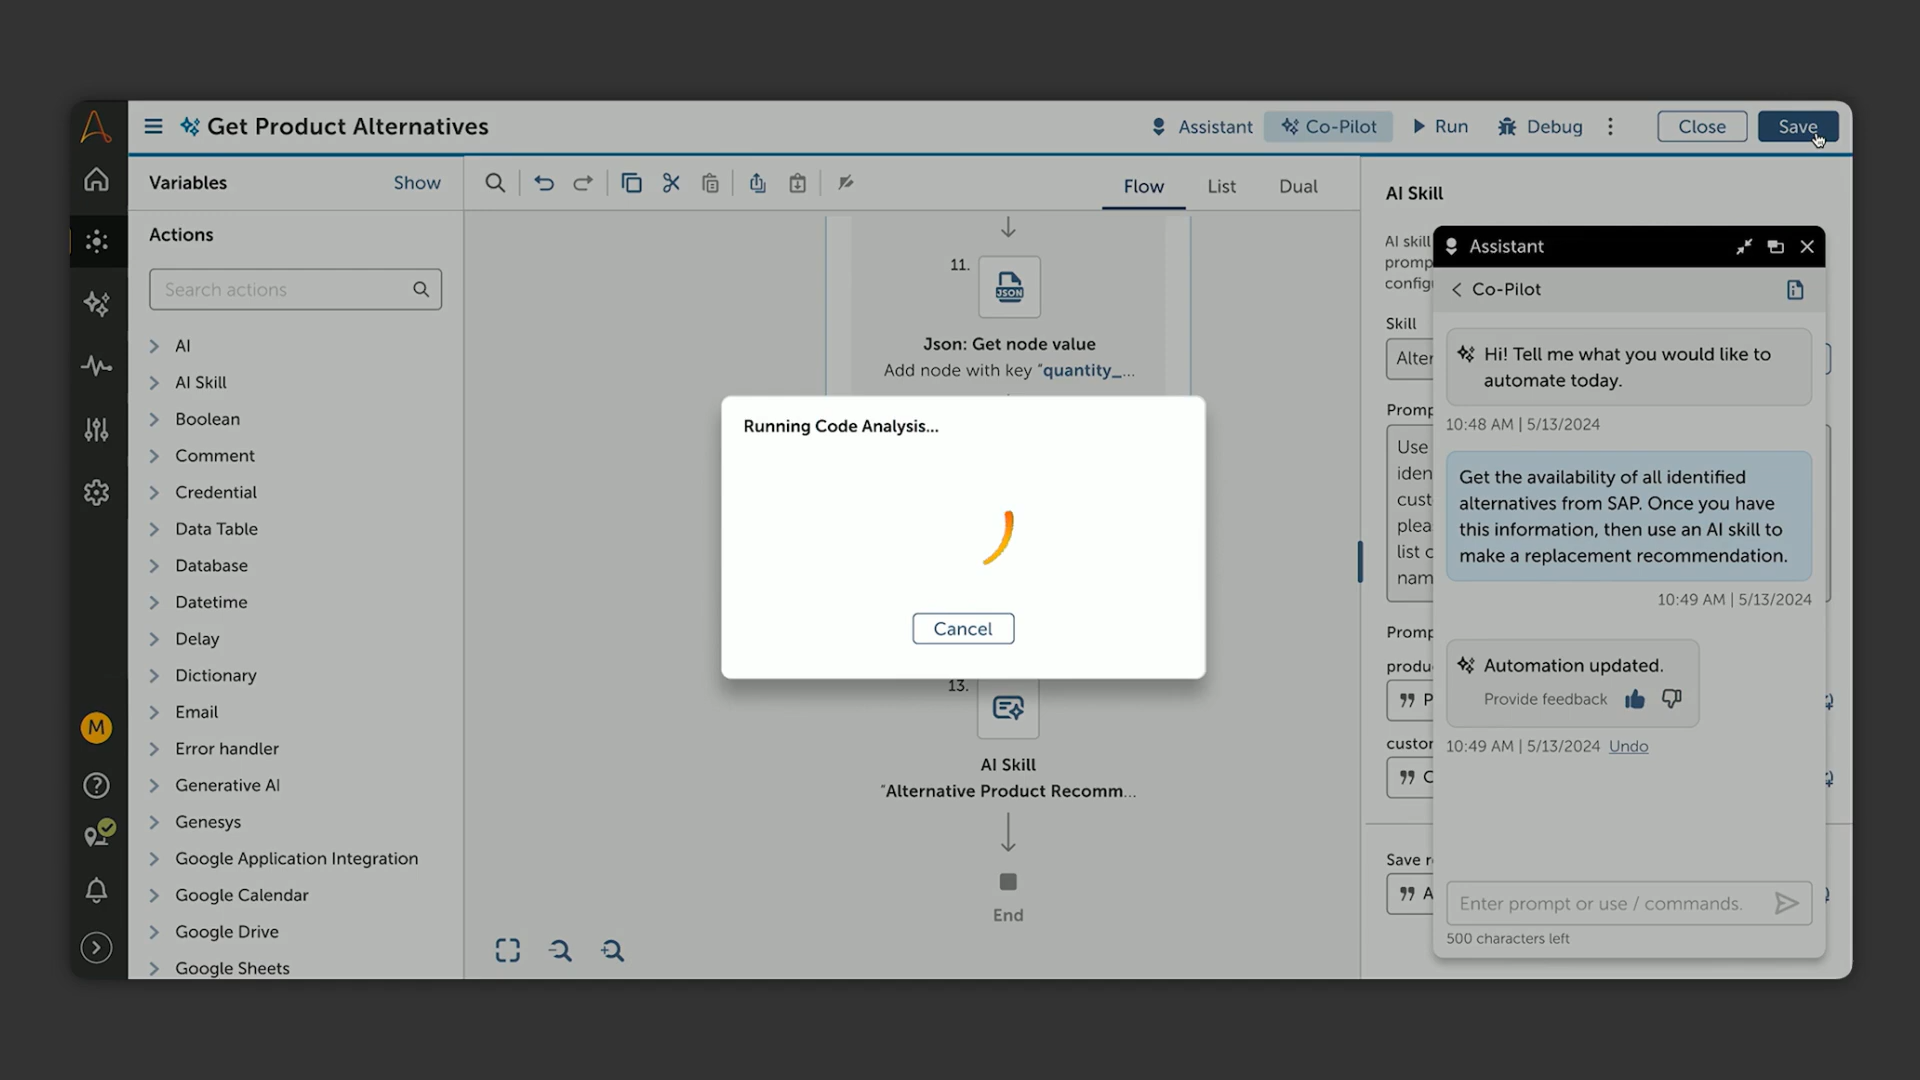 Get Product Alternatives
Assistant
Co-Pilot
Run
Debug
Close
Save
Variables
Show
Flow
List
Dual
Actions
Search actions
AI
AI Skill
Boolean
Comment
Credential
Data Table
Database
Datetime
Delay
Dictionary
Email
Error handler
Generative AI
Genesys
Google Application Integration
Google Calendar
Google Drive
Google Sheets
M
11.
JSON
Json: Get node value
Add node with key "quantity_...
Running Code Analysis...
Cancel
13.
AI Skill
"Alternative Product Recomm...
End
AI Skill
AI skill
Skill
Use
list
Assistant
Co-Pilot
Hi! Tell me what you would like to
automate today.
10:48 AM | 5/13/2024
Get the availability of all identified
alternatives from SAP. Once you have
this information, then use an AI skill to
make a replacement recommendation.
10:49 AM | 5/13/2024
Automation updated.
Provide feedback
10:49 AM | 5/13/2024 Undo
Save
Enter prompt or use / commands.
500 characters left